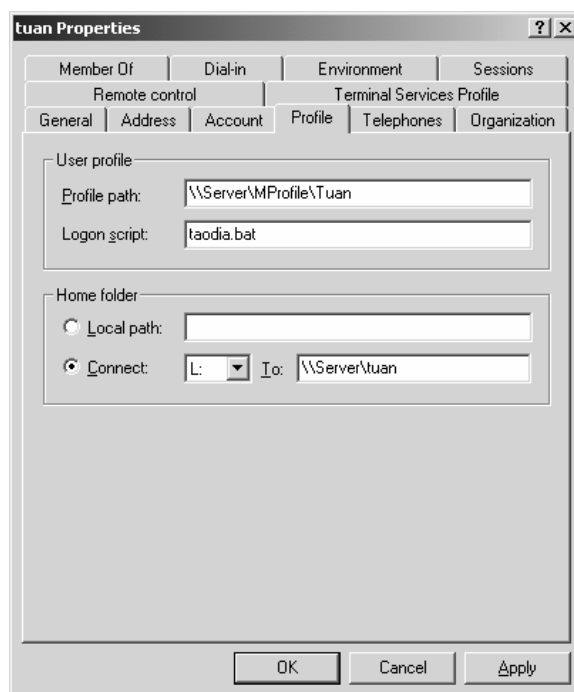 tuan Properties
Member Of Dial-in Environment Sessions
Remote control Terminal Services Profile
General Address Account Profile Telephones Organization
User profile
Profile path: \\Server\MProfile\Tuan
Logon script: taodia.bat
Home folder
Local path:
Connect: L: To: \\Server\tuan
OK Cancel Apply